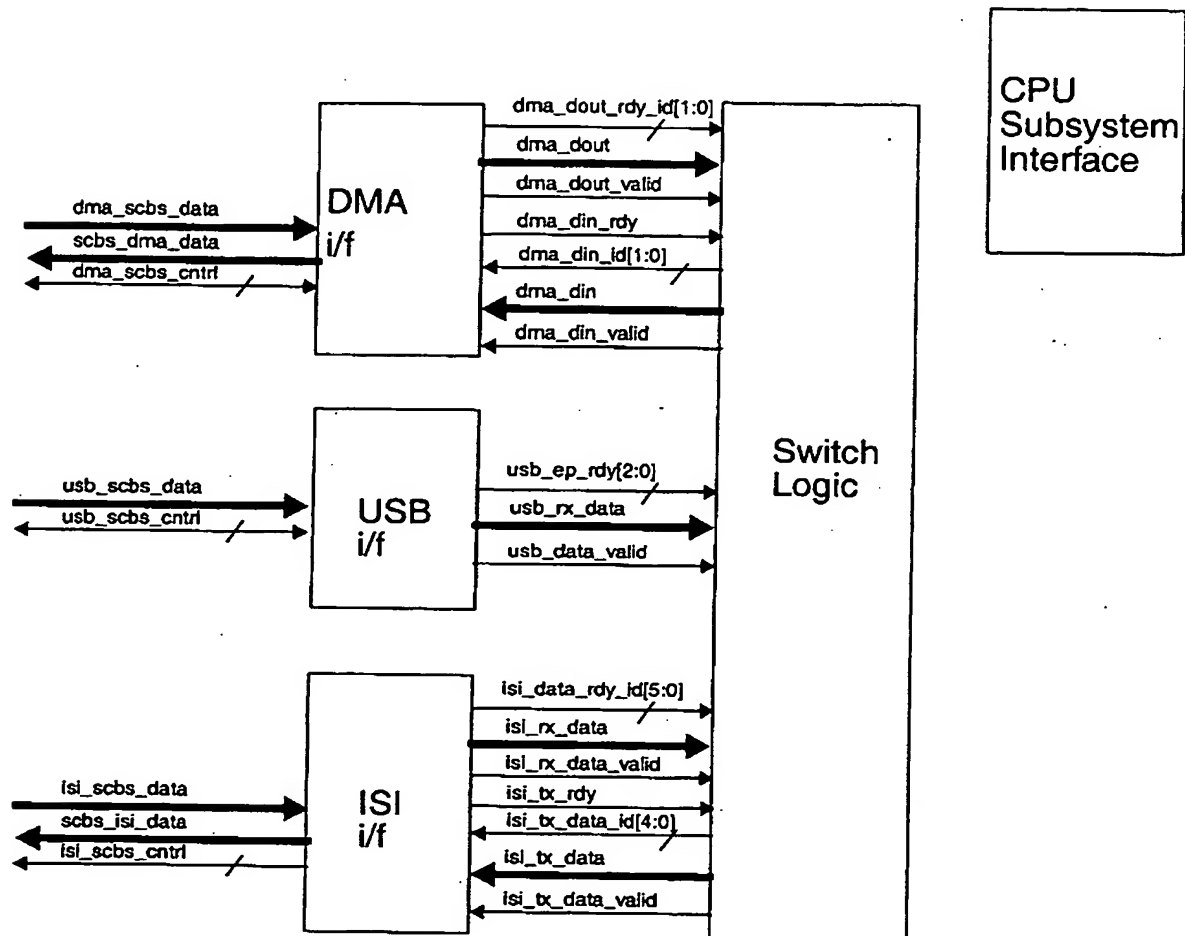 CPU
Subsystem
Interface
dma_dout_rdy_id[1:0]
dma_dout
dma_dout_valid
dma_din_rdy
dma_din_id[1:0]
dma_din
dma_din_valid
DMA
i/f
dma_scbs_data
scbs_dma_data
dma_scbs_cntrl
Switch
Logic
usb_scbs_data
usb_scbs_cntrl
USB
i/f
usb_ep_rdy[2:0]
usb_rx_data
usb_data_valid
isi_data_rdy_id[5:0]
isi_rx_data
isi_rx_data_valid
isi_tx_rdy
isi_tx_data_id[4:0]
isi_tx_data
isi_tx_data_valid
ISI
i/f
isi_scbs_data
scbs_isi_data
isi_scbs_cntrl